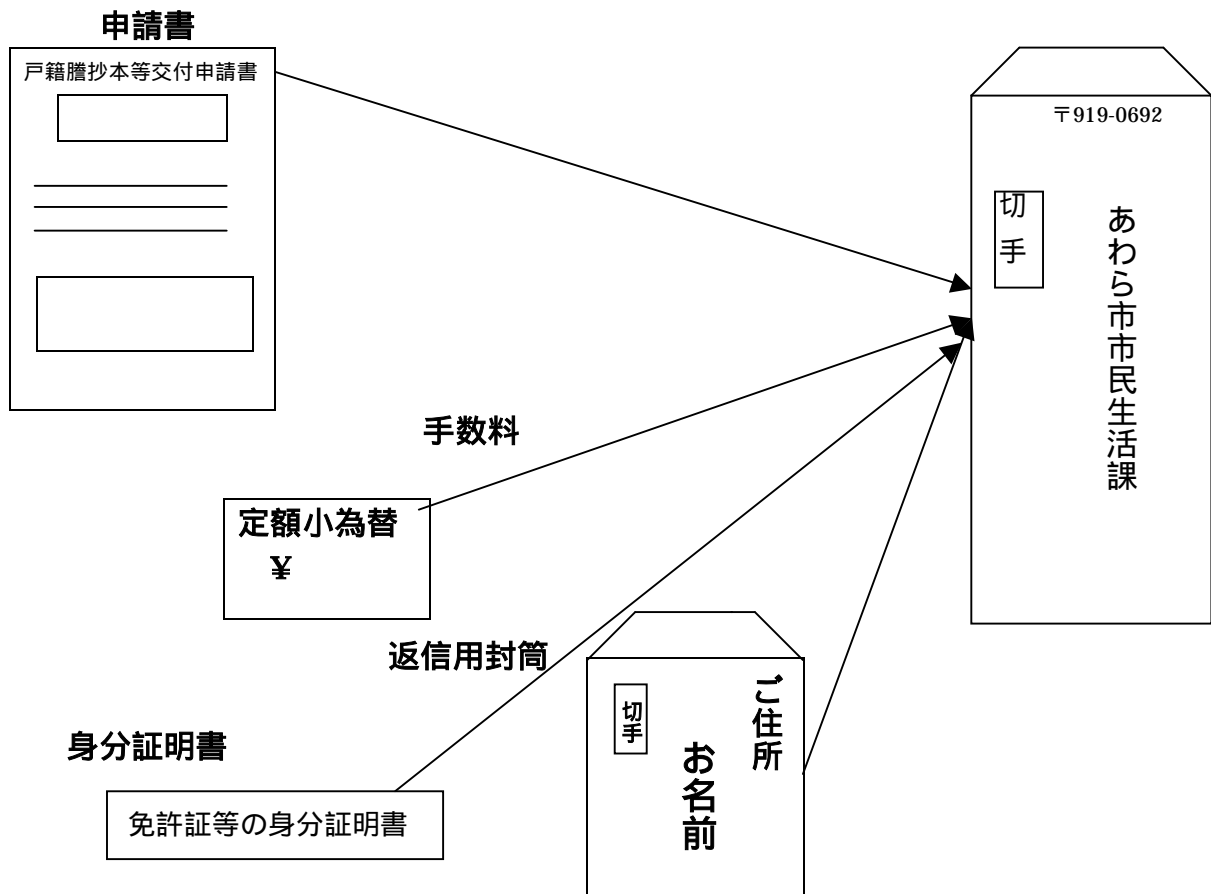 申請書
戸籍謄抄本等交付申請書
〒919-0692
切
手
あわら市市民生活課
手数料
定額小為替
¥
返信用封筒
切手
ご住所
お名前
身分証明書
免許証等の身分証明書